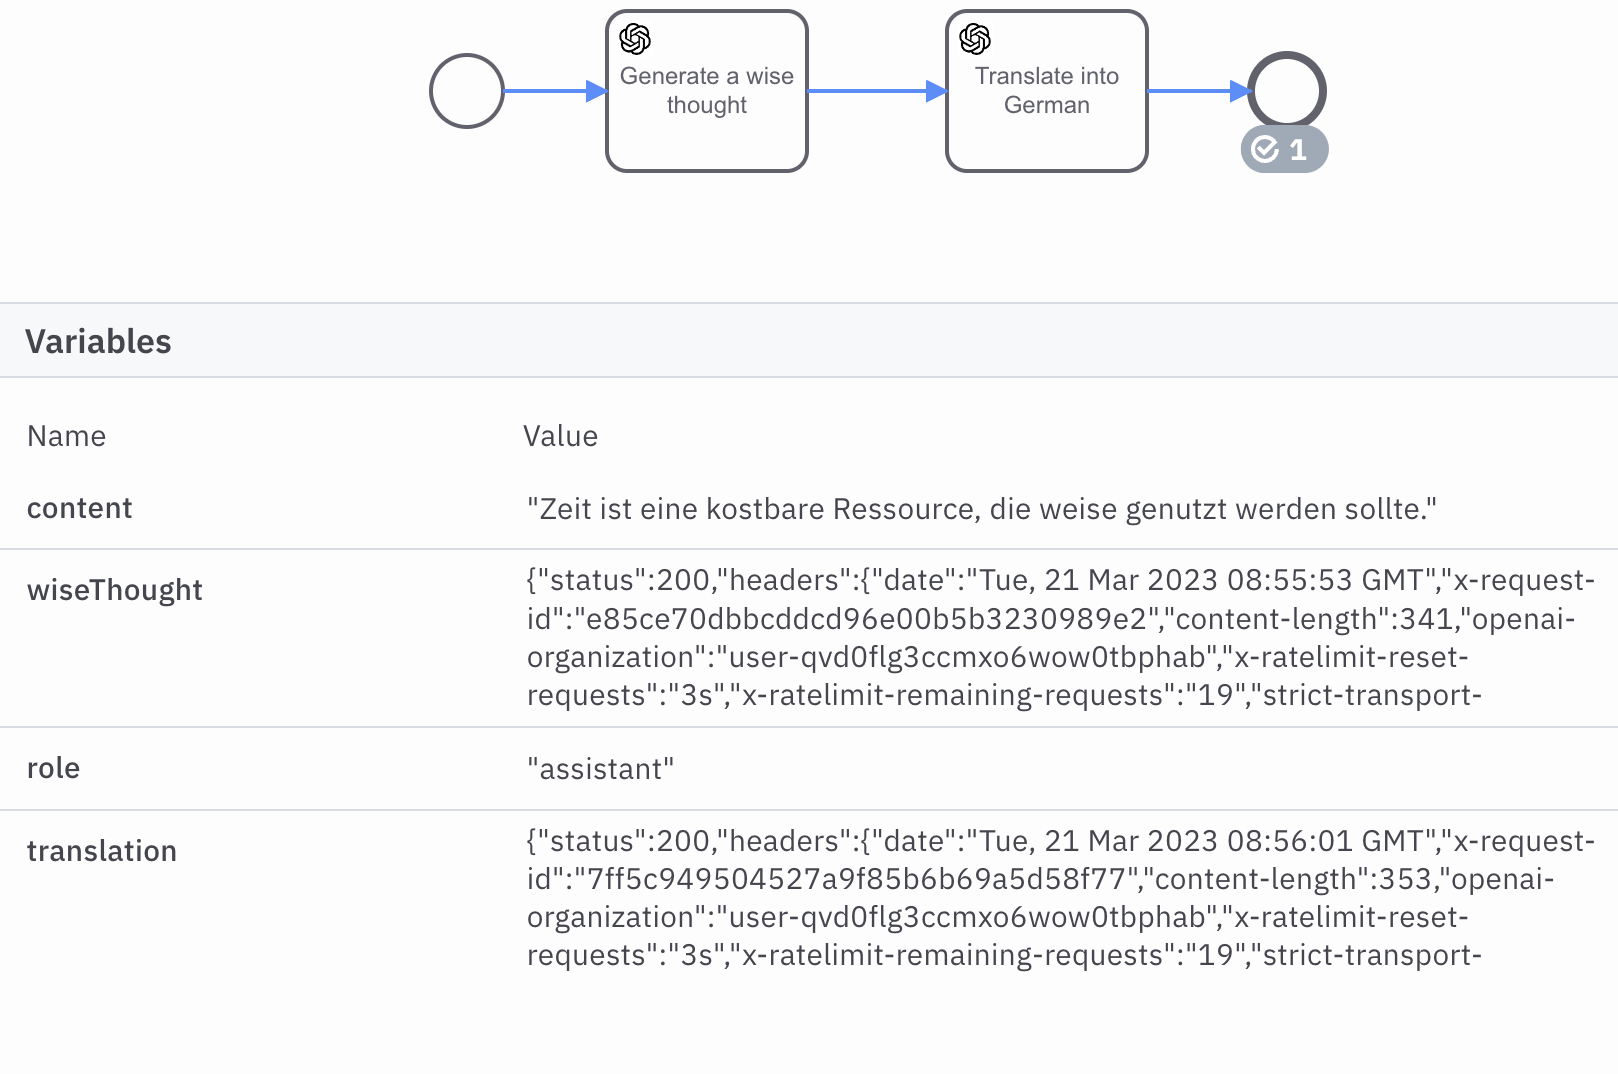 Generate a wise
thought
Translate into
German
1
Variables
Name
Value
content
"Zeit ist eine kostbare Ressource, die weise genutzt werden sollte."
wiseThought
{"status":200,"headers":{"date":"Tue, 21 Mar 2023 08:55:53 GMT","x-request-
id":"e85ce70dbbcddcd96e00b5b3230989e2","content-length":341,"openai-
organization":"user-qvd0flg3ccmxo6wow0tbphab","x-ratelimit-reset-
requests":"3s","x-ratelimit-remaining-requests":"19","strict-transport-
role
"assistant"
translation
{"status":200,"headers":{"date":"Tue, 21 Mar 2023 08:56:01 GMT","x-request-
id":"7ff5c949504527a9f85b6b69a5d58f77","content-length":353,"openai-
organization":"user-qvd0flg3ccmxo6wow0tbphab","x-ratelimit-reset-
requests":"3s","x-ratelimit-remaining-requests":"19","strict-transport-